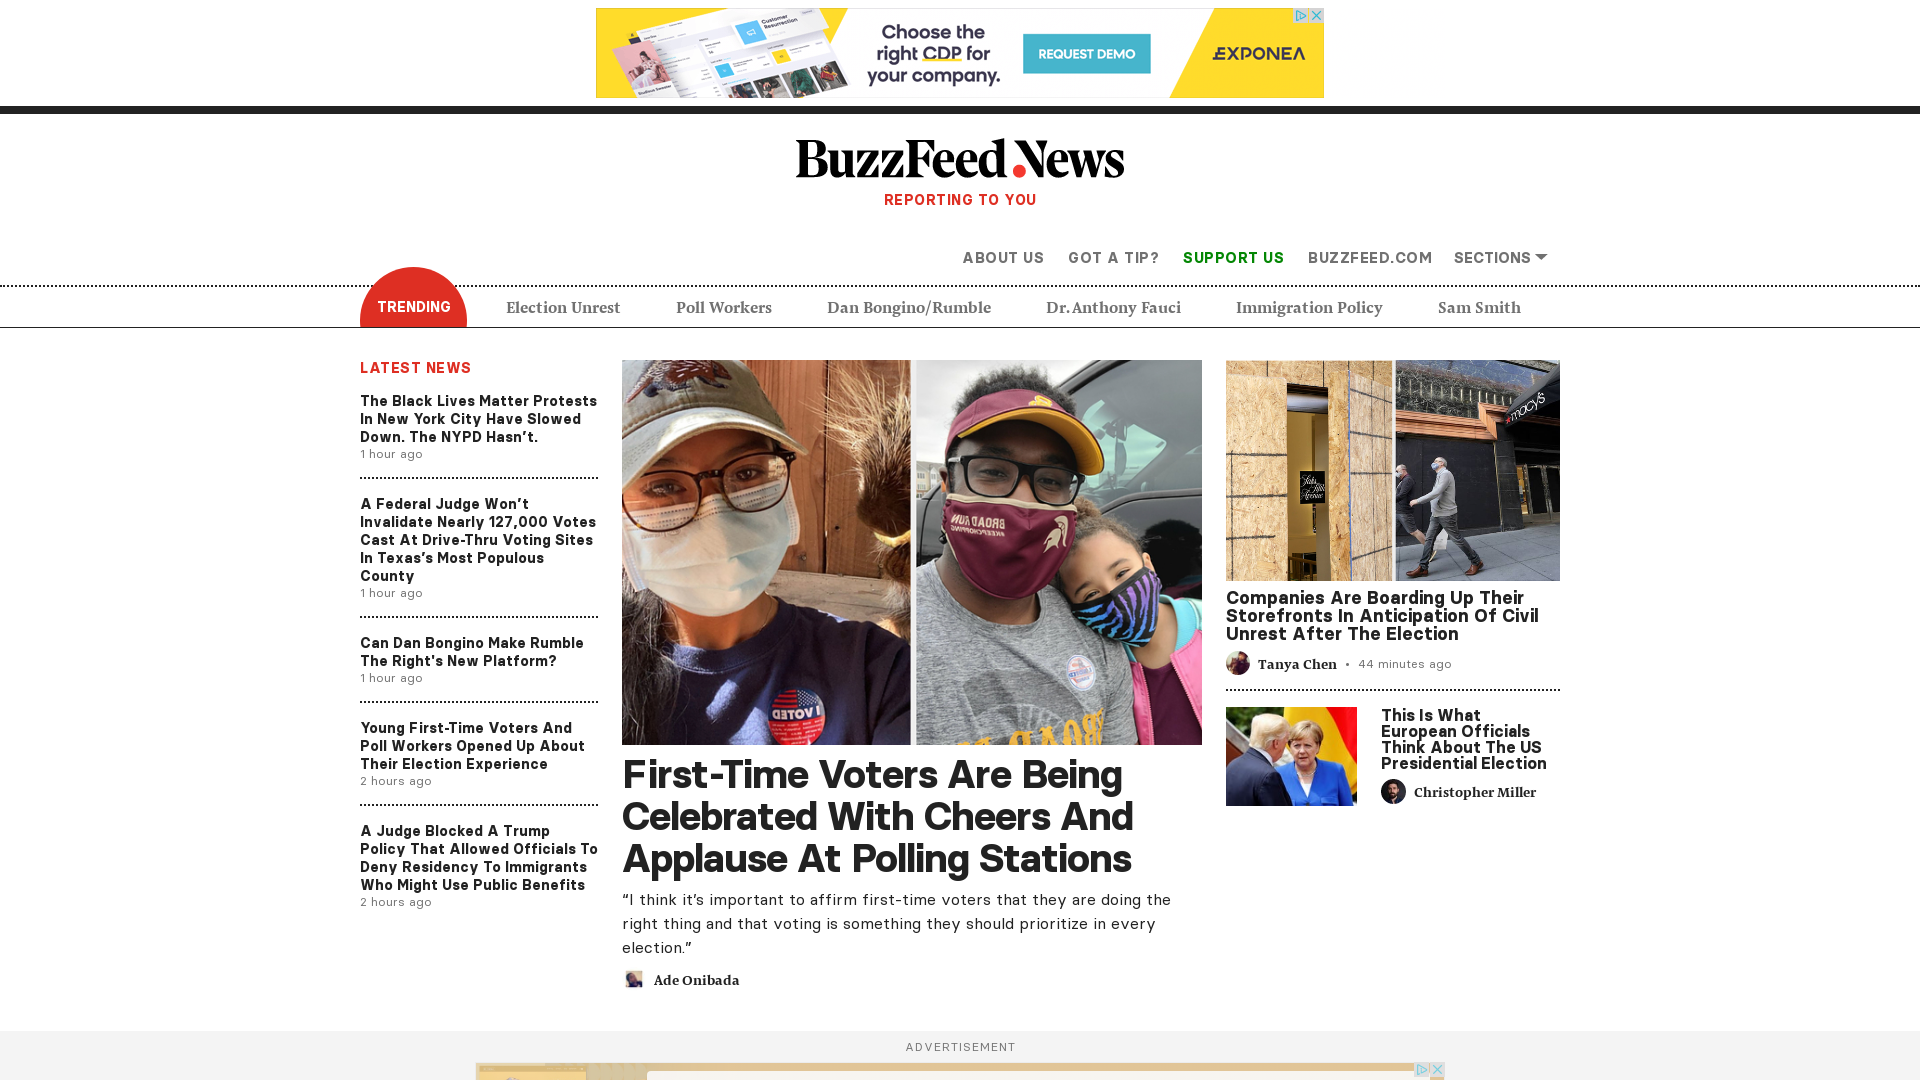 Choose the
right CDP for
your company.
REQUEST DEMO
EXPONEA
BuzzFeed News
REPORTING TO YOU
ABOUT US
GOT A TIP?
SUPPORT US
BUZZFEED.COM
SECTIONS
TRENDING
Election Unrest
Poll Workers
Dan Bongino/Rumble
Dr. Anthony Fauci
Immigration Policy
Sam Smith
LATEST NEWS
The Black Lives Matter Protests
In New York City Have Slowed
Down. The NYPD Hasn’t.
1 hour ago
A Federal Judge Won’t
Invalidate Nearly 127,000 Votes
Cast At Drive-Thru Voting Sites
In Texas’s Most Populous
County
1 hour ago
Can Dan Bongino Make Rumble
The Right's New Platform?
1 hour ago
Young First-Time Voters And
Poll Workers Opened Up About
Their Election Experience
2 hours ago
A Judge Blocked A Trump
Policy That Allowed Officials To
Deny Residency To Immigrants
Who Might Use Public Benefits
2 hours ago
I VOTED
BROAD RUN
#KEEPCHOPPING
First-Time Voters Are Being
Celebrated With Cheers And
Applause At Polling Stations
“I think it’s important to affirm first-time voters that they are doing the
right thing and that voting is something they should prioritize in every
election.”
Ade Onibada
Saks
Fifth
Avenue
macy's
Companies Are Boarding Up Their
Storefronts In Anticipation Of Civil
Unrest After The Election
Tanya Chen • 44 minutes ago
This Is What
European Officials
Think About The US
Presidential Election
Christopher Miller
ADVERTISEMENT